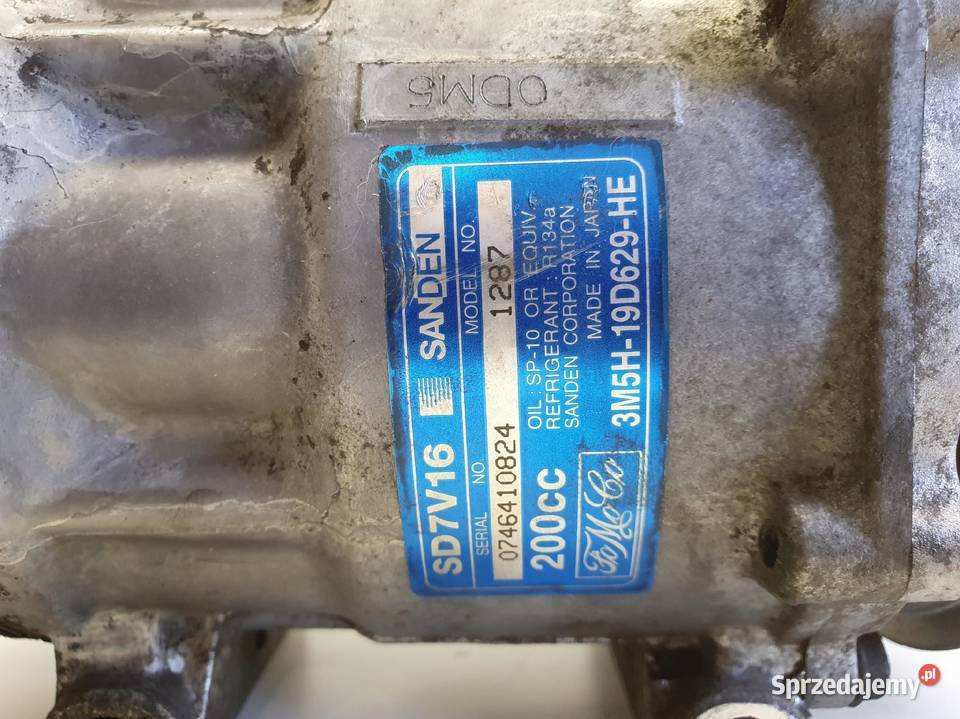 0DM5
SD7V16 SANDEN
SERIAL NO MODEL NO.
0746410824 1287
200CC
OIL : SP-10 OR EQUIV.
REFRIGERANT : R134a
SANDEN CORPORATION
MADE IN JAPAN
FoMoCo
3M5H-19D629-HE
Sprzedajemy.pl